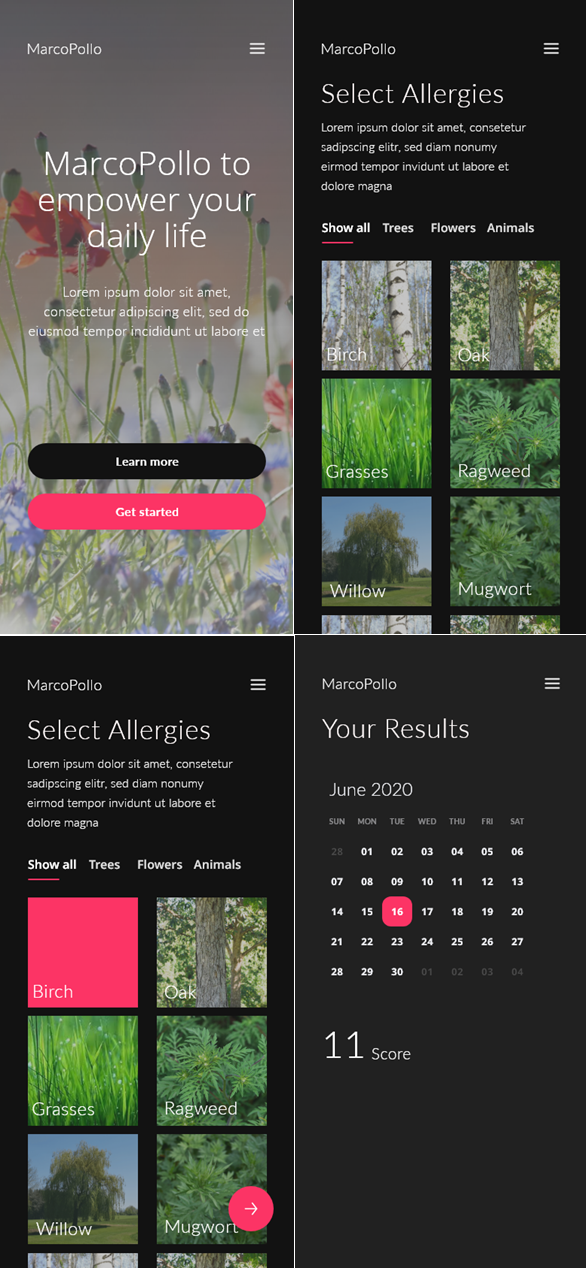 MarcoPollo
MarcoPollo to
empower your
daily life
Lorem ipsum dolor sit amet,
consectetur adipiscing elit, sed do
eiusmod tempor incididunt ut labore et
Learn more
Get started
MarcoPollo
Select Allergies
Lorem ipsum dolor sit amet, consetetur
sadipscing elitr, sed diam nonumy
eirmod tempor invidunt ut labore et
dolore magna
Show all Trees Flowers Animals
Birch Oak
Grasses Ragweed
Willow Mugwort
MarcoPollo
Select Allergies
Lorem ipsum dolor sit amet, consetetur
sadipscing elitr, sed diam nonumy
eirmod tempor invidunt ut labore et
dolore magna
Show all Trees Flowers Animals
Birch Oak
Grasses Ragweed
Willow Mugwort
MarcoPollo
Your Results
June 2020
SUN MON TUE WED THU FRI SAT
28 01 02 03 04 05 06
07 08 09 10 11 12 13
14 15 16 17 18 19 20
21 22 23 24 25 26 27
28 29 30 01 02 03 04
11 Score